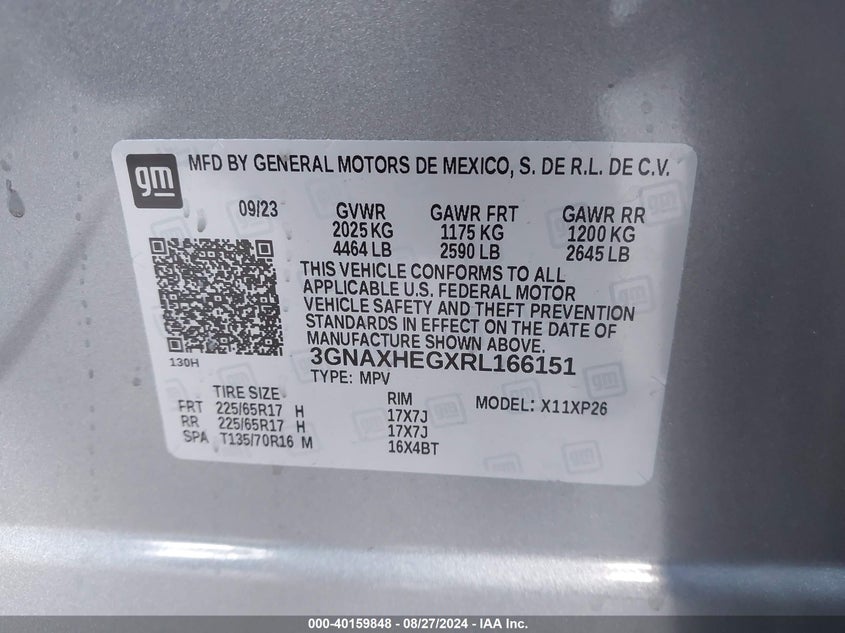 gm
MFD BY GENERAL MOTORS DE MEXICO, S. DE R.L. DE C.V.
09/23 GVWR GAWR FRT GAWR RR
2025 KG 1175 KG 1200 KG
4464 LB 2590 LB 2645 LB
THIS VEHICLE CONFORMS TO ALL
APPLICABLE U.S. FEDERAL MOTOR
VEHICLE SAFETY AND THEFT PREVENTION
STANDARDS IN EFFECT ON THE DATE OF
MANUFACTURE SHOWN ABOVE.
130H 3GNAXHEGXRL166151
TYPE: MPV
TIRE SIZE RIM MODEL: X11XP26
FRT 225/65R17 H 17X7J
RR 225/65R17 H 17X7J
SPA T135/70R16 M 16X4BT
000-40159848 - 08/27/2024 - IAA Inc.